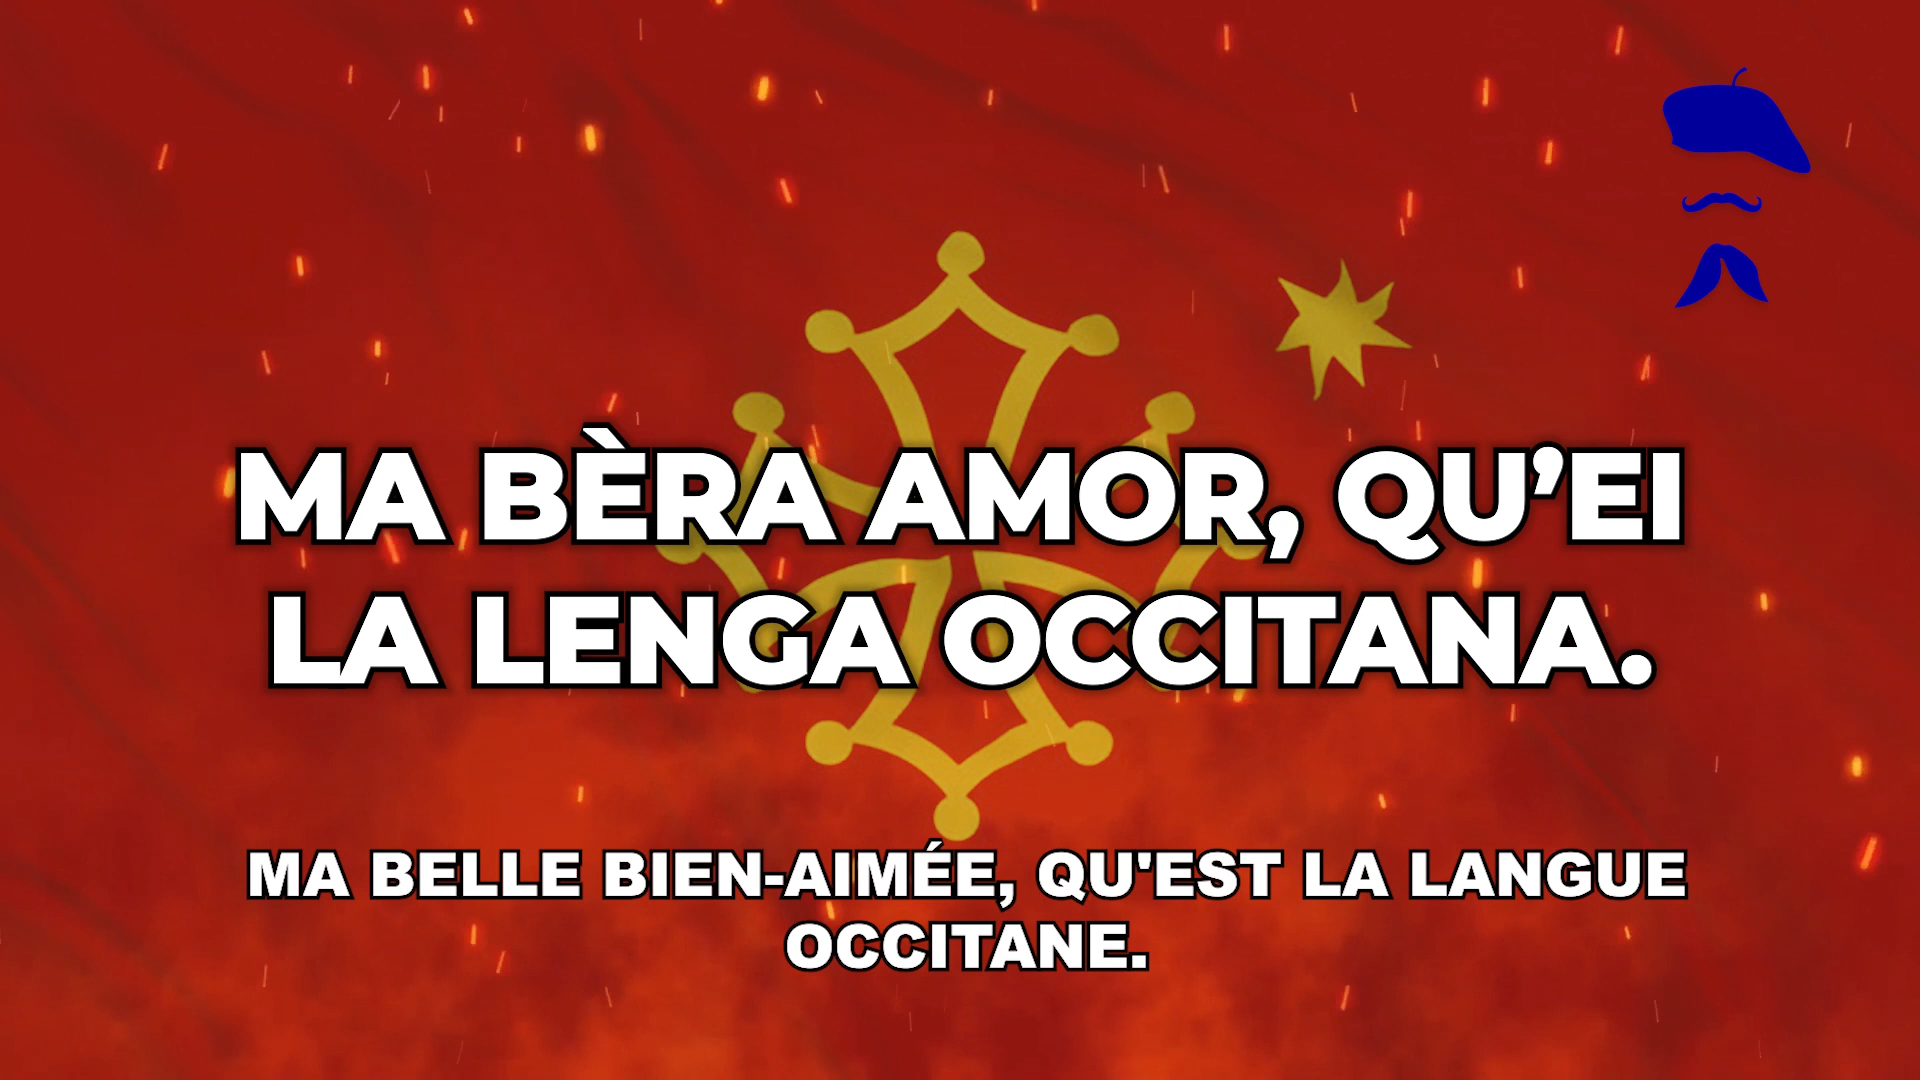 MA BÈRA AMOR, QU’EI
LA LENGA OCCITANA.
MA BELLE BIEN-AIMÉE, QU'EST LA LANGUE
OCCITANE.